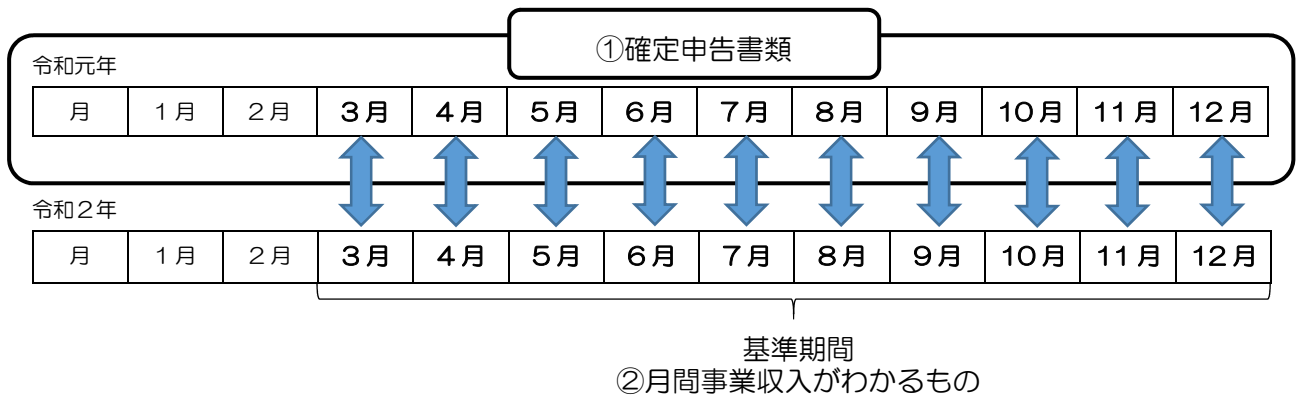 ①確定申告書類
令和元年
月 1月 2月 3月 4月 5月 6月 7月 8月 9月 10月 11月 12月
令和2年
月 1月 2月 3月 4月 5月 6月 7月 8月 9月 10月 11月 12月
基準期間
②月間事業収入がわかるもの